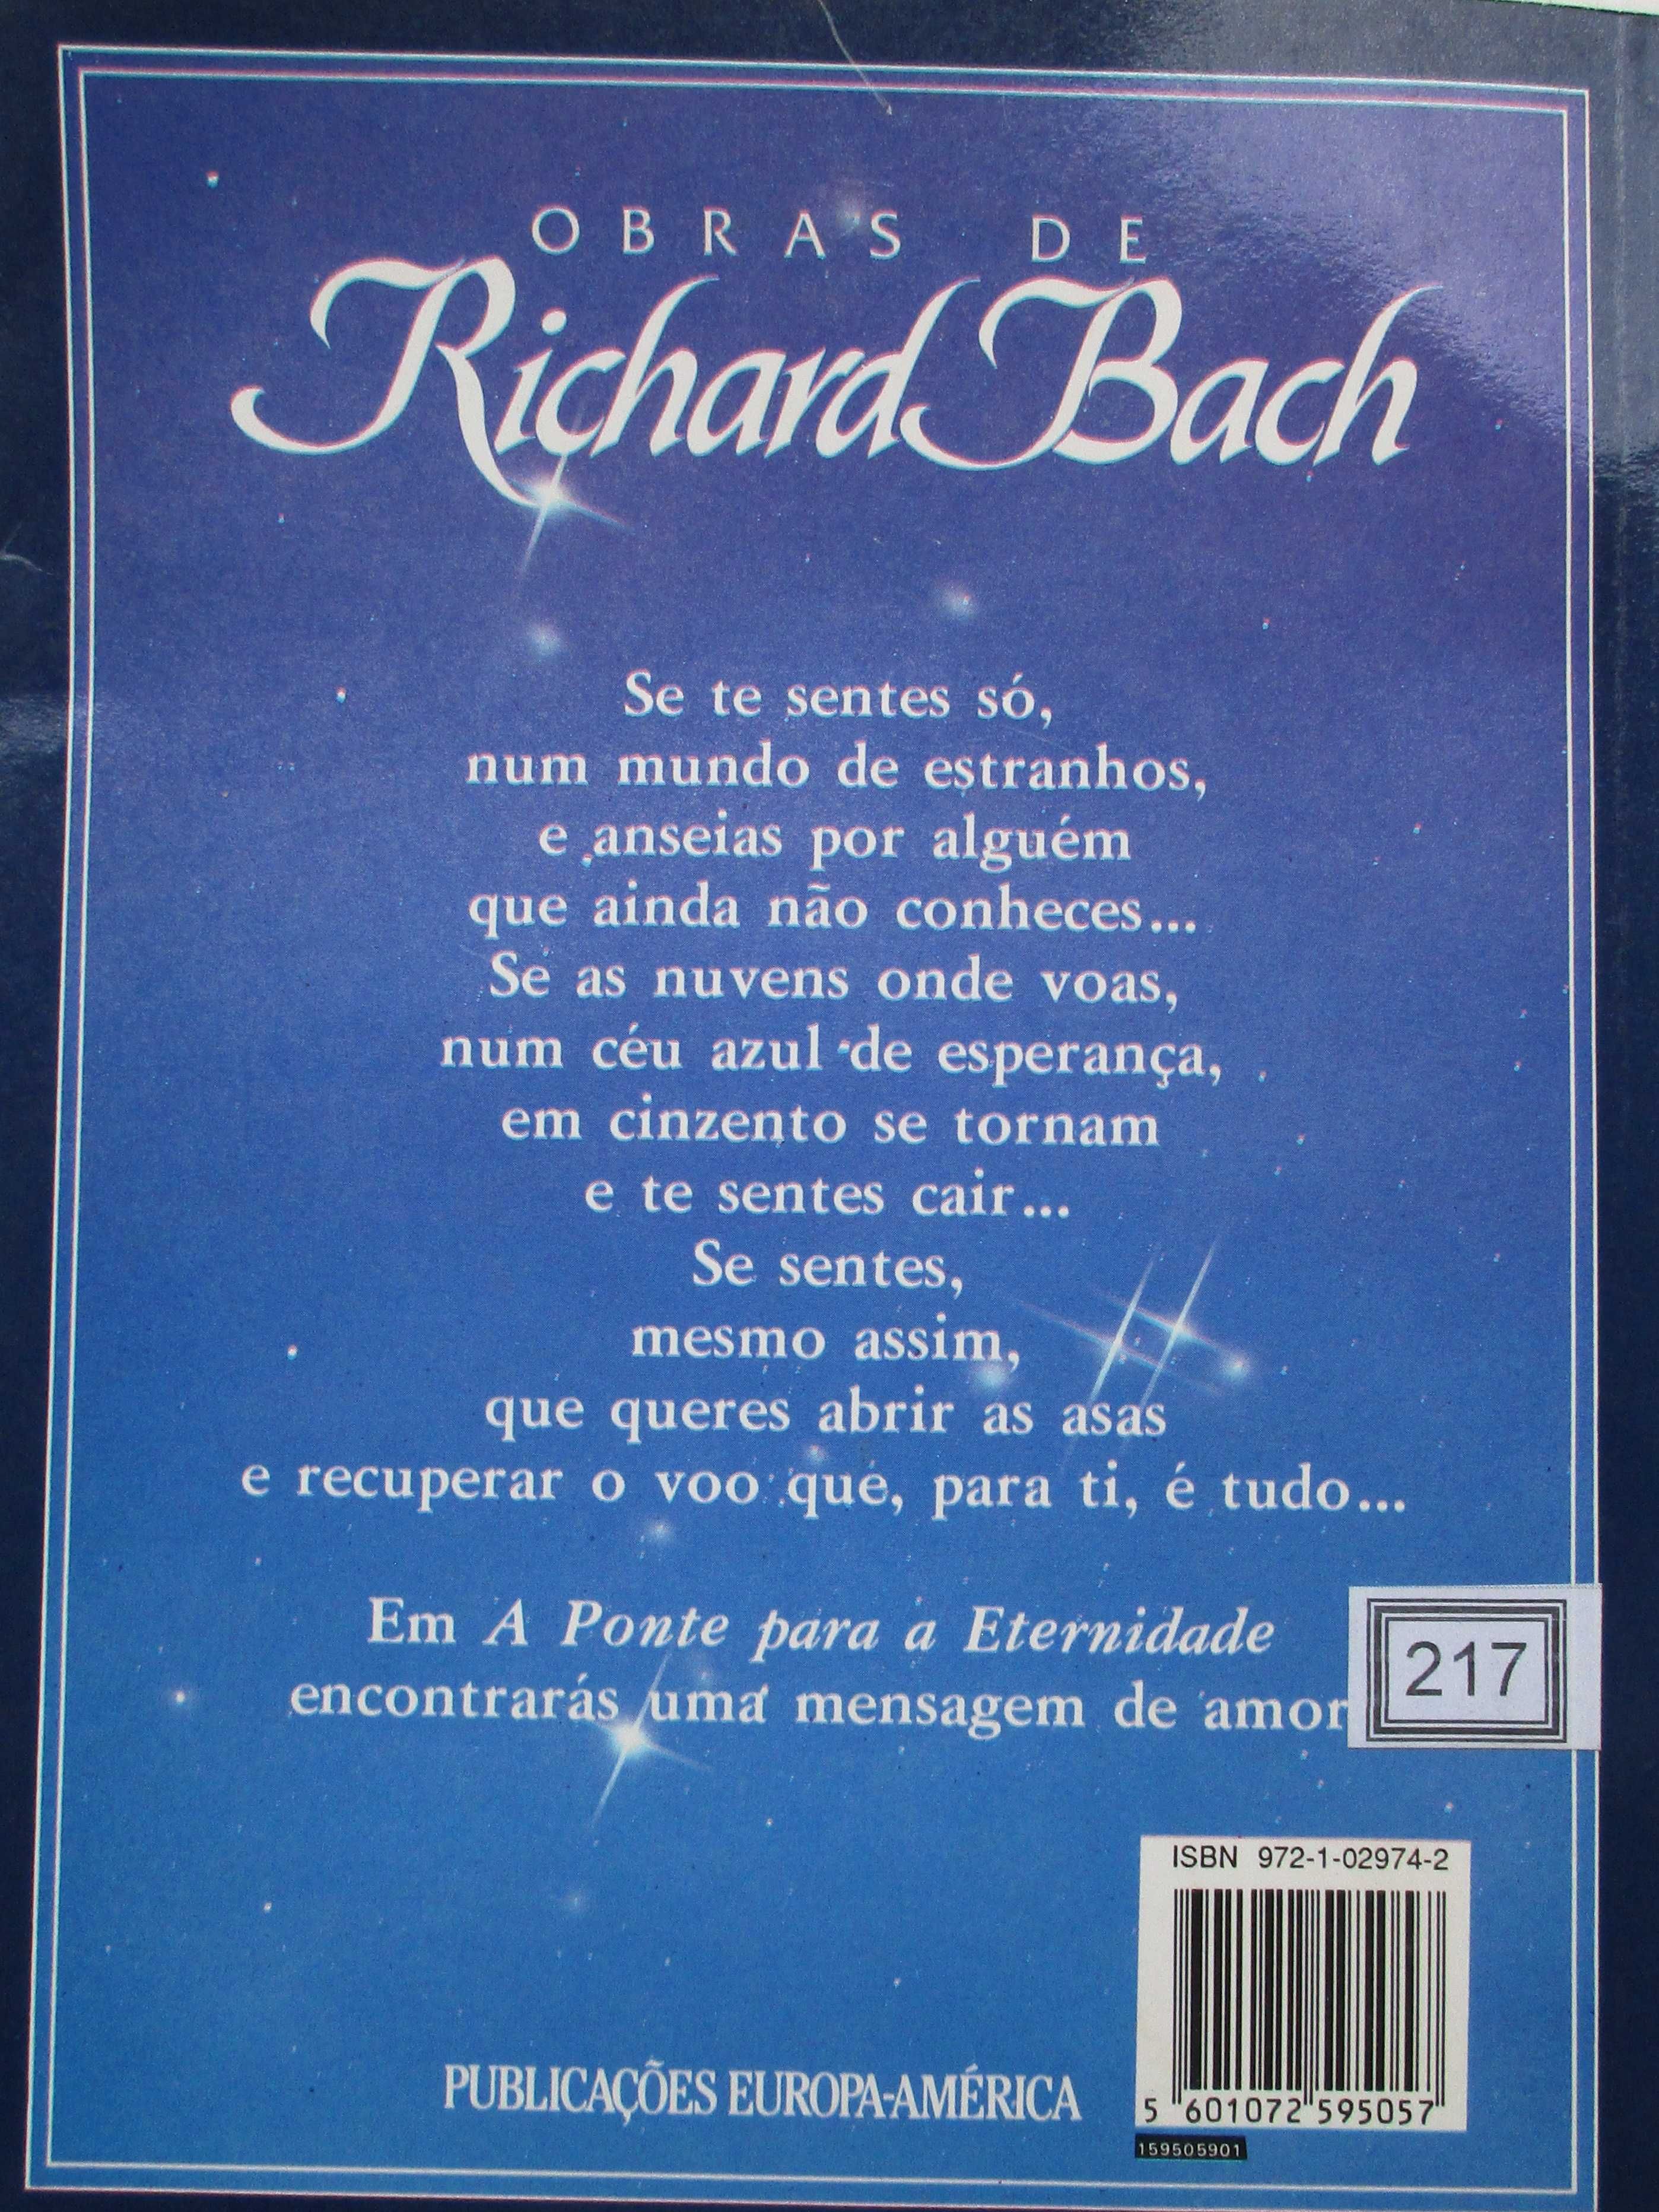 OBRAS DE
Richard Bach
Se te sentes só,
num mundo de estranhos,
e anseias por alguém
que ainda não conheces...
Se as nuvens onde voas,
num céu azul de esperança,
em cinzento se tornam
e te sentes cair...
Se sentes,
mesmo assim,
que queres abrir as asas
e recuperar o voo que, para ti, é tudo...
Em A Ponte para a Eternidade
encontrarás uma mensagem de amor
217
ISBN 972-1-02974-2
5 601072 595057
159505901
PUBLICAÇÕES EUROPA-AMÉRICA